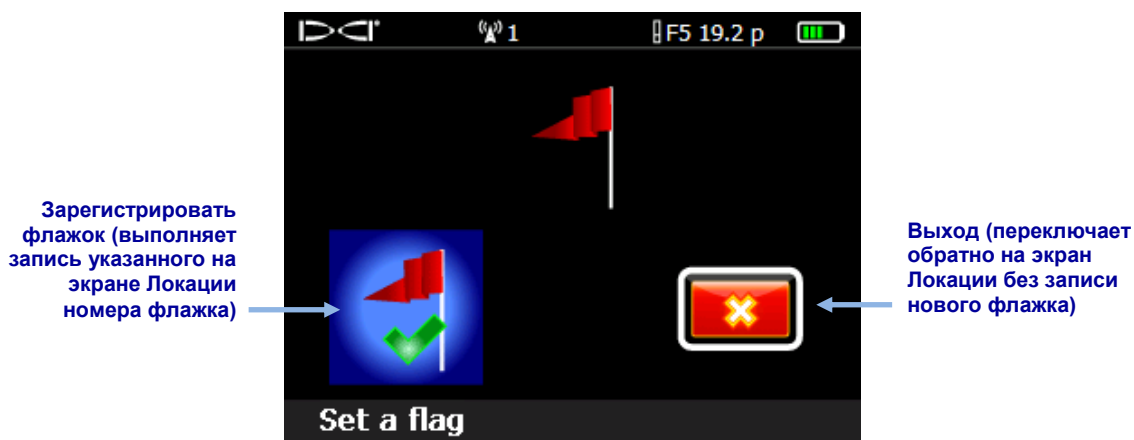 DCI
1
F5 19.2 p
Зарегистрировать
флажок (выполняет
запись указанного на
экране Локации
номера флажка)
Выход (переключает
обратно на экран
Локации без записи
нового флажка)
Set a flag